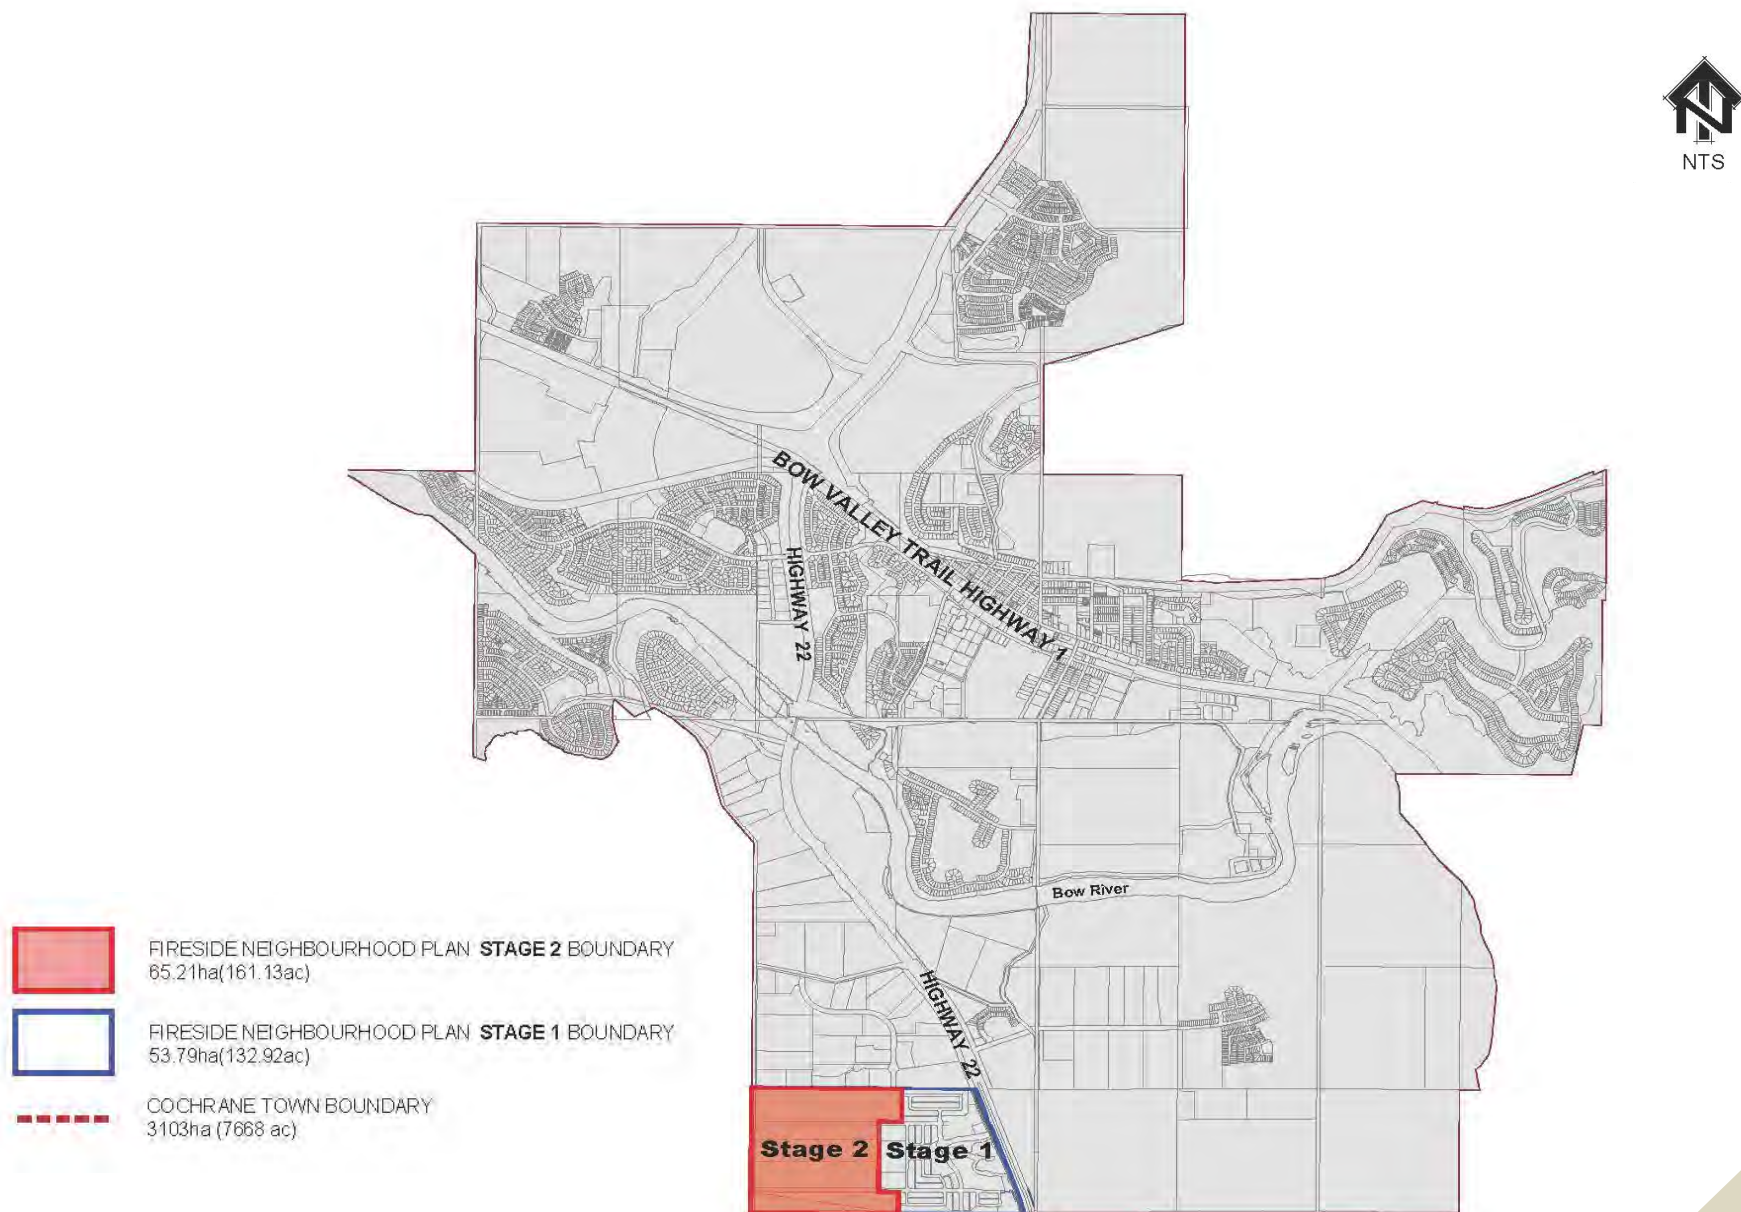 NTS
BOW VALLEY TRAIL HIGHWAY 1
HIGHWAY 22
Bow River
HIGHWAY 22
FIRESIDE NEIGHBOURHOOD PLAN STAGE 2 BOUNDARY
65.21ha(161.13ac)
FIRESIDE NEIGHBOURHOOD PLAN STAGE 1 BOUNDARY
53.79ha(132.92ac)
COCHRANE TOWN BOUNDARY
3103ha (7668 ac)
Stage 2
Stage 1